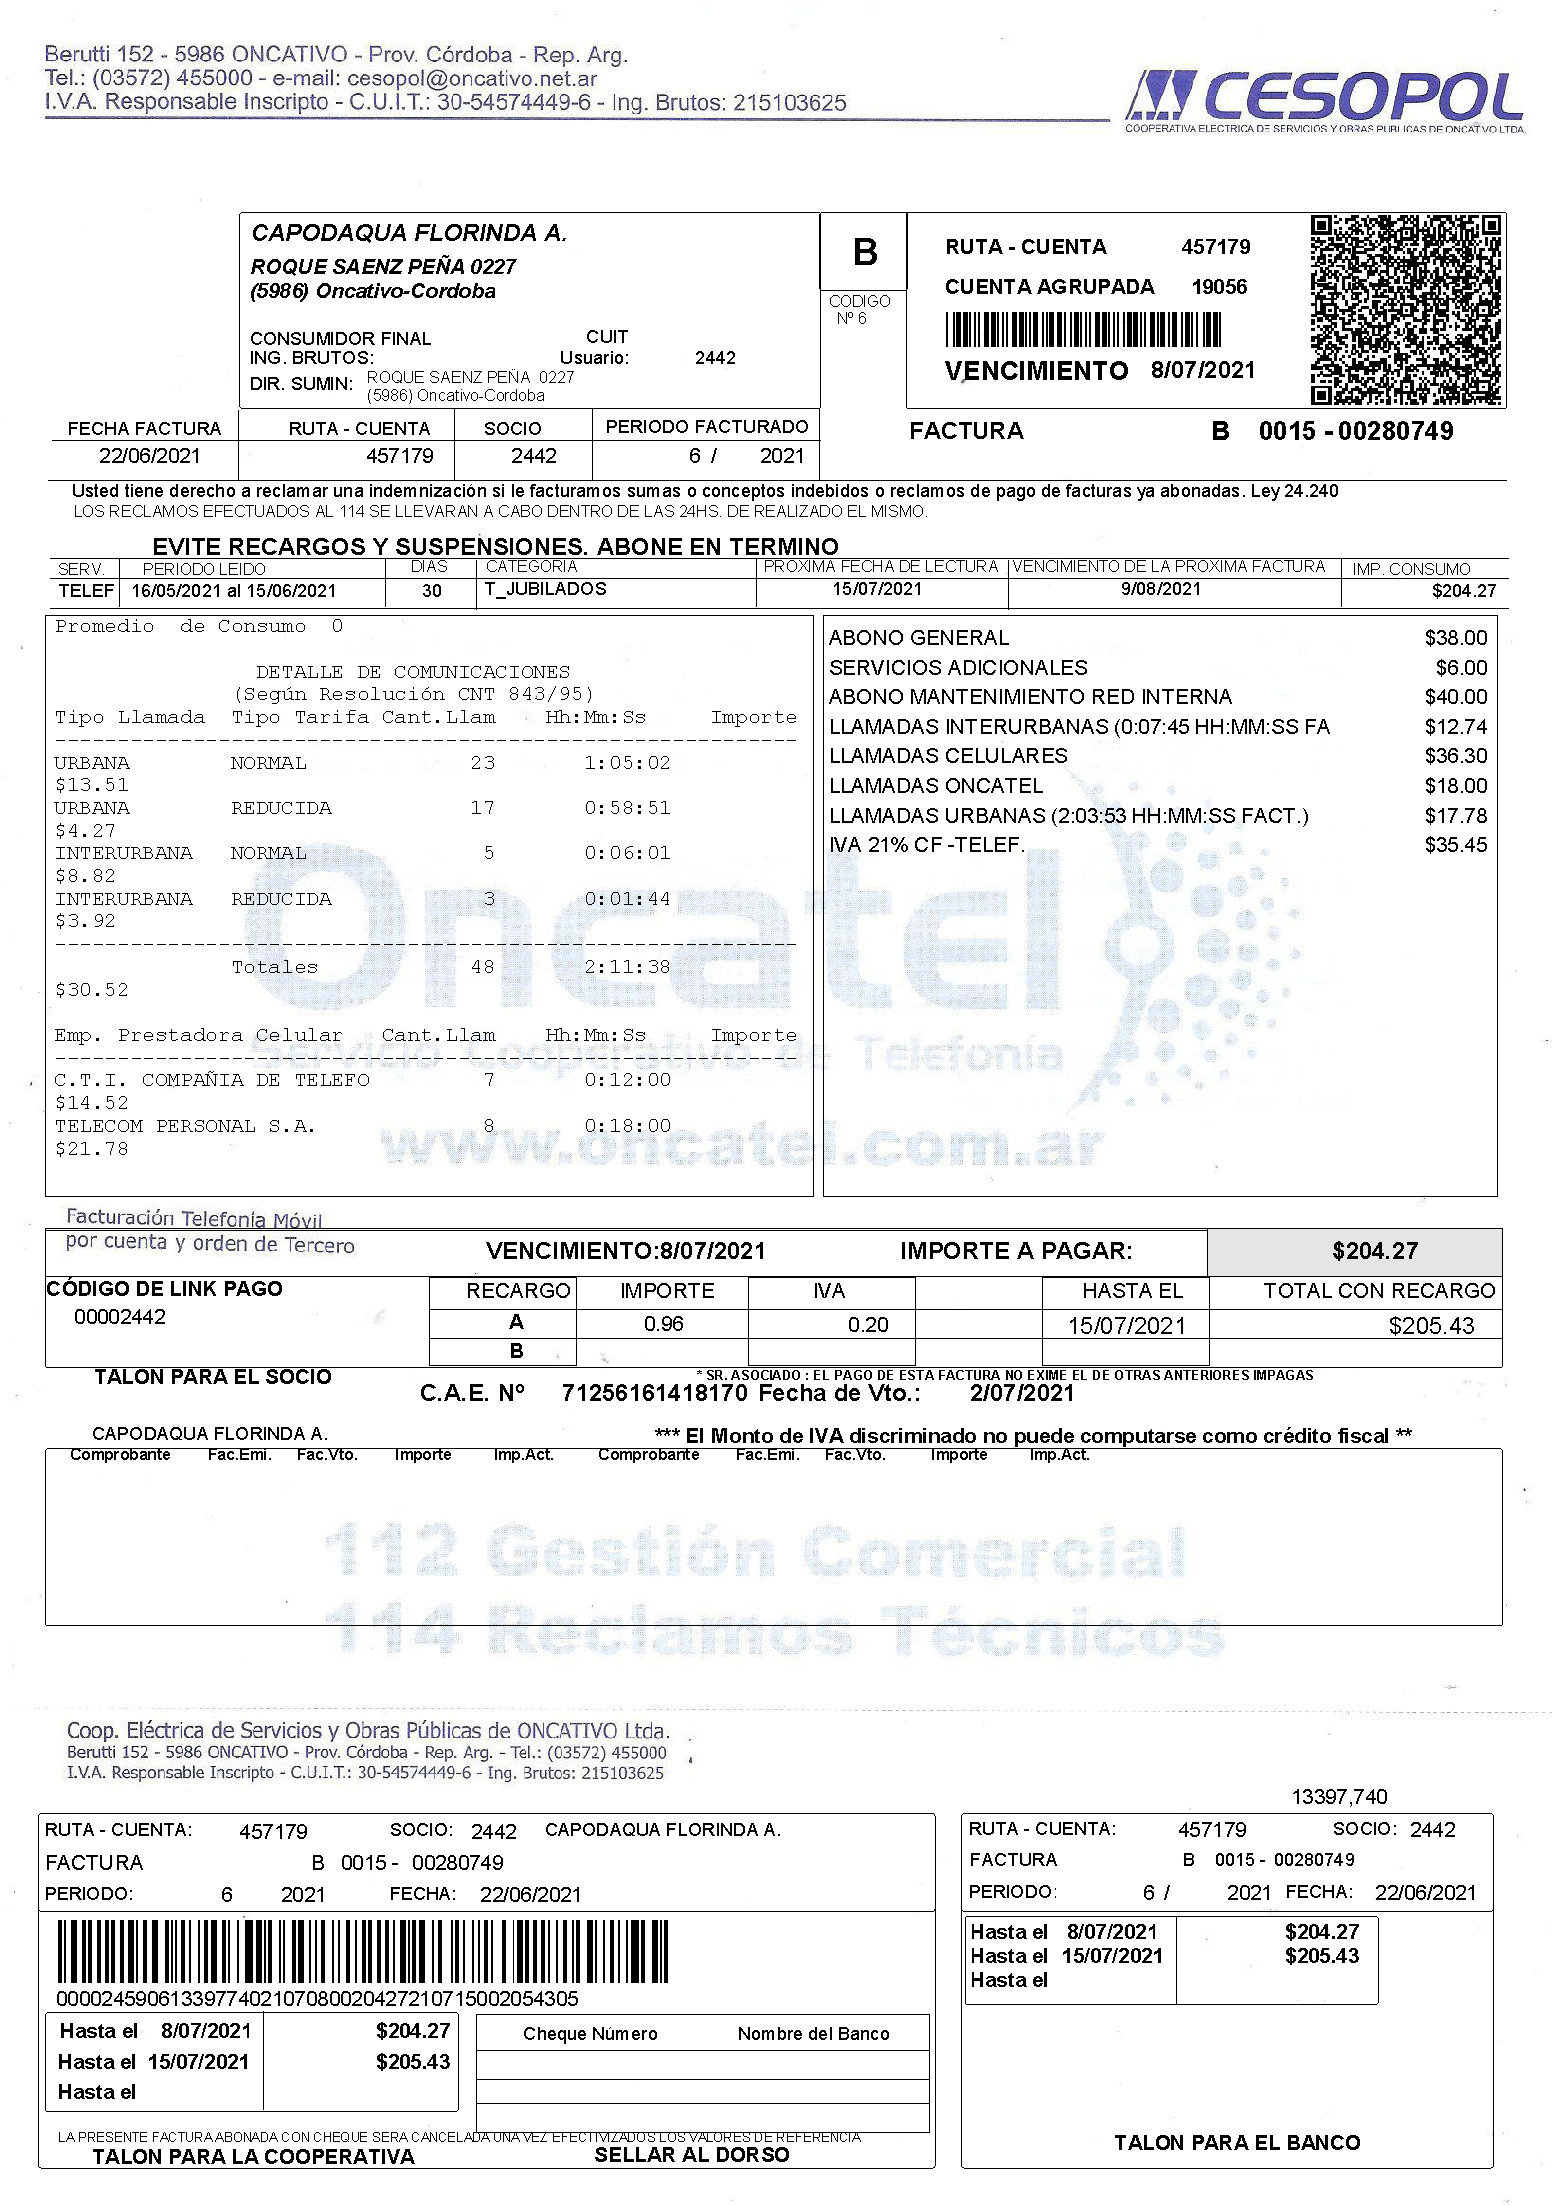 Berutti 152 - 5986 ONCATIVO - Prov. Córdoba - Rep. Arg.
Tel.: (03572) 455000 - e-mail: cesopol@oncativo.net.ar
I.V.A. Responsable Inscripto - C.U.I.T.: 30-54574449-6 - Ing. Brutos: 215103625
CESOPOL
COOPERATIVA ELECTRICA DE SERVICIOS Y OBRAS PUBLICAS DE ONCATIVO LTDA.
CAPODAQUA FLORINDA A.
ROQUE SAENZ PEÑA 0227
(5986) Oncativo-Cordoba
CONSUMIDOR FINAL CUIT
ING. BRUTOS: Usuario: 2442
DIR. SUMIN: ROQUE SAENZ PEÑA 0227
(5986) Oncativo-Cordoba
B
CODIGO
Nº 6
RUTA - CUENTA 457179
CUENTA AGRUPADA 19056
VENCIMIENTO 8/07/2021
FECHA FACTURA RUTA - CUENTA SOCIO PERIODO FACTURADO
22/06/2021 457179 2442 6 / 2021
FACTURA B 0015 - 00280749
Usted tiene derecho a reclamar una indemnización si le facturamos sumas o conceptos indebidos o reclamos de pago de facturas ya abonadas. Ley 24.240
LOS RECLAMOS EFECTUADOS AL 114 SE LLEVARAN A CABO DENTRO DE LAS 24HS. DE REALIZADO EL MISMO.
EVITE RECARGOS Y SUSPENSIONES. ABONE EN TERMINO
SERV. PERIODO LEIDO DIAS CATEGORIA PROXIMA FECHA DE LECTURA VENCIMIENTO DE LA PROXIMA FACTURA IMP. CONSUMO
TELEF 16/05/2021 al 15/06/2021 30 T_JUBILADOS 15/07/2021 9/08/2021 $204.27
Promedio de Consumo 0
DETALLE DE COMUNICACIONES
(Según Resolución CNT 843/95)
Tipo Llamada Tipo Tarifa Cant.Llam Hh:Mm:Ss Importe
URBANA NORMAL 23 1:05:02
$13.51
URBANA REDUCIDA 17 0:58:51
$4.27
INTERURBANA NORMAL 5 0:06:01
$8.82
INTERURBANA REDUCIDA 3 0:01:44
$3.92
Totales 48 2:11:38
$30.52
Emp. Prestadora Celular Cant.Llam Hh:Mm:Ss Importe
C.T.I. COMPAÑIA DE TELEFO 7 0:12:00
$14.52
TELECOM PERSONAL S.A. 8 0:18:00
$21.78
ABONO GENERAL $38.00
SERVICIOS ADICIONALES $6.00
ABONO MANTENIMIENTO RED INTERNA $40.00
LLAMADAS INTERURBANAS (0:07:45 HH:MM:SS FA $12.74
LLAMADAS CELULARES $36.30
LLAMADAS ONCATEL $18.00
LLAMADAS URBANAS (2:03:53 HH:MM:SS FACT.) $17.78
IVA 21% CF -TELEF. $35.45
Oncatel
Servicio Cooperativo de Telefonía
www.oncatel.com.ar
Facturación Telefonía Móvil
por cuenta y orden de Tercero
VENCIMIENTO:8/07/2021 IMPORTE A PAGAR: $204.27
CÓDIGO DE LINK PAGO
00002442
RECARGO IMPORTE IVA HASTA EL TOTAL CON RECARGO
A 0.96 0.20 15/07/2021 $205.43
B
TALON PARA EL SOCIO
* SR. ASOCIADO : EL PAGO DE ESTA FACTURA NO EXIME EL DE OTRAS ANTERIORES IMPAGAS
C.A.E. Nº 71256161418170 Fecha de Vto.: 2/07/2021
CAPODAQUA FLORINDA A.
*** El Monto de IVA discriminado no puede computarse como crédito fiscal **
Comprobante Fac.Emi. Fac.Vto. Importe Imp.Act. Comprobante Fac.Emi. Fac.Vto. Importe Imp.Act.
112 Gestión Comercial
114 Reclamos Técnicos
Coop. Eléctrica de Servicios y Obras Públicas de ONCATIVO Ltda.
Berutti 152 - 5986 ONCATIVO - Prov. Córdoba - Rep. Arg. - Tel.: (03572) 455000
I.V.A. Responsable Inscripto - C.U.I.T.: 30-54574449-6 - Ing. Brutos: 215103625
RUTA - CUENTA: 457179 SOCIO: 2442 CAPODAQUA FLORINDA A.
FACTURA B 0015 - 00280749
PERIODO: 6 2021 FECHA: 22/06/2021
00002459061339774021070800204272107150020​54305
Hasta el 8/07/2021 $204.27
Hasta el 15/07/2021 $205.43
Hasta el
Cheque Número Nombre del Banco
LA PRESENTE FACTURA ABONADA CON CHEQUE SERA CANCELADA UNA VEZ EFECTIVIZADOS LOS VALORES DE REFERENCIA
TALON PARA LA COOPERATIVA SELLAR AL DORSO
13397,740
RUTA - CUENTA: 457179 SOCIO: 2442
FACTURA B 0015 - 00280749
PERIODO: 6 / 2021 FECHA: 22/06/2021
Hasta el 8/07/2021 $204.27
Hasta el 15/07/2021 $205.43
Hasta el
TALON PARA EL BANCO